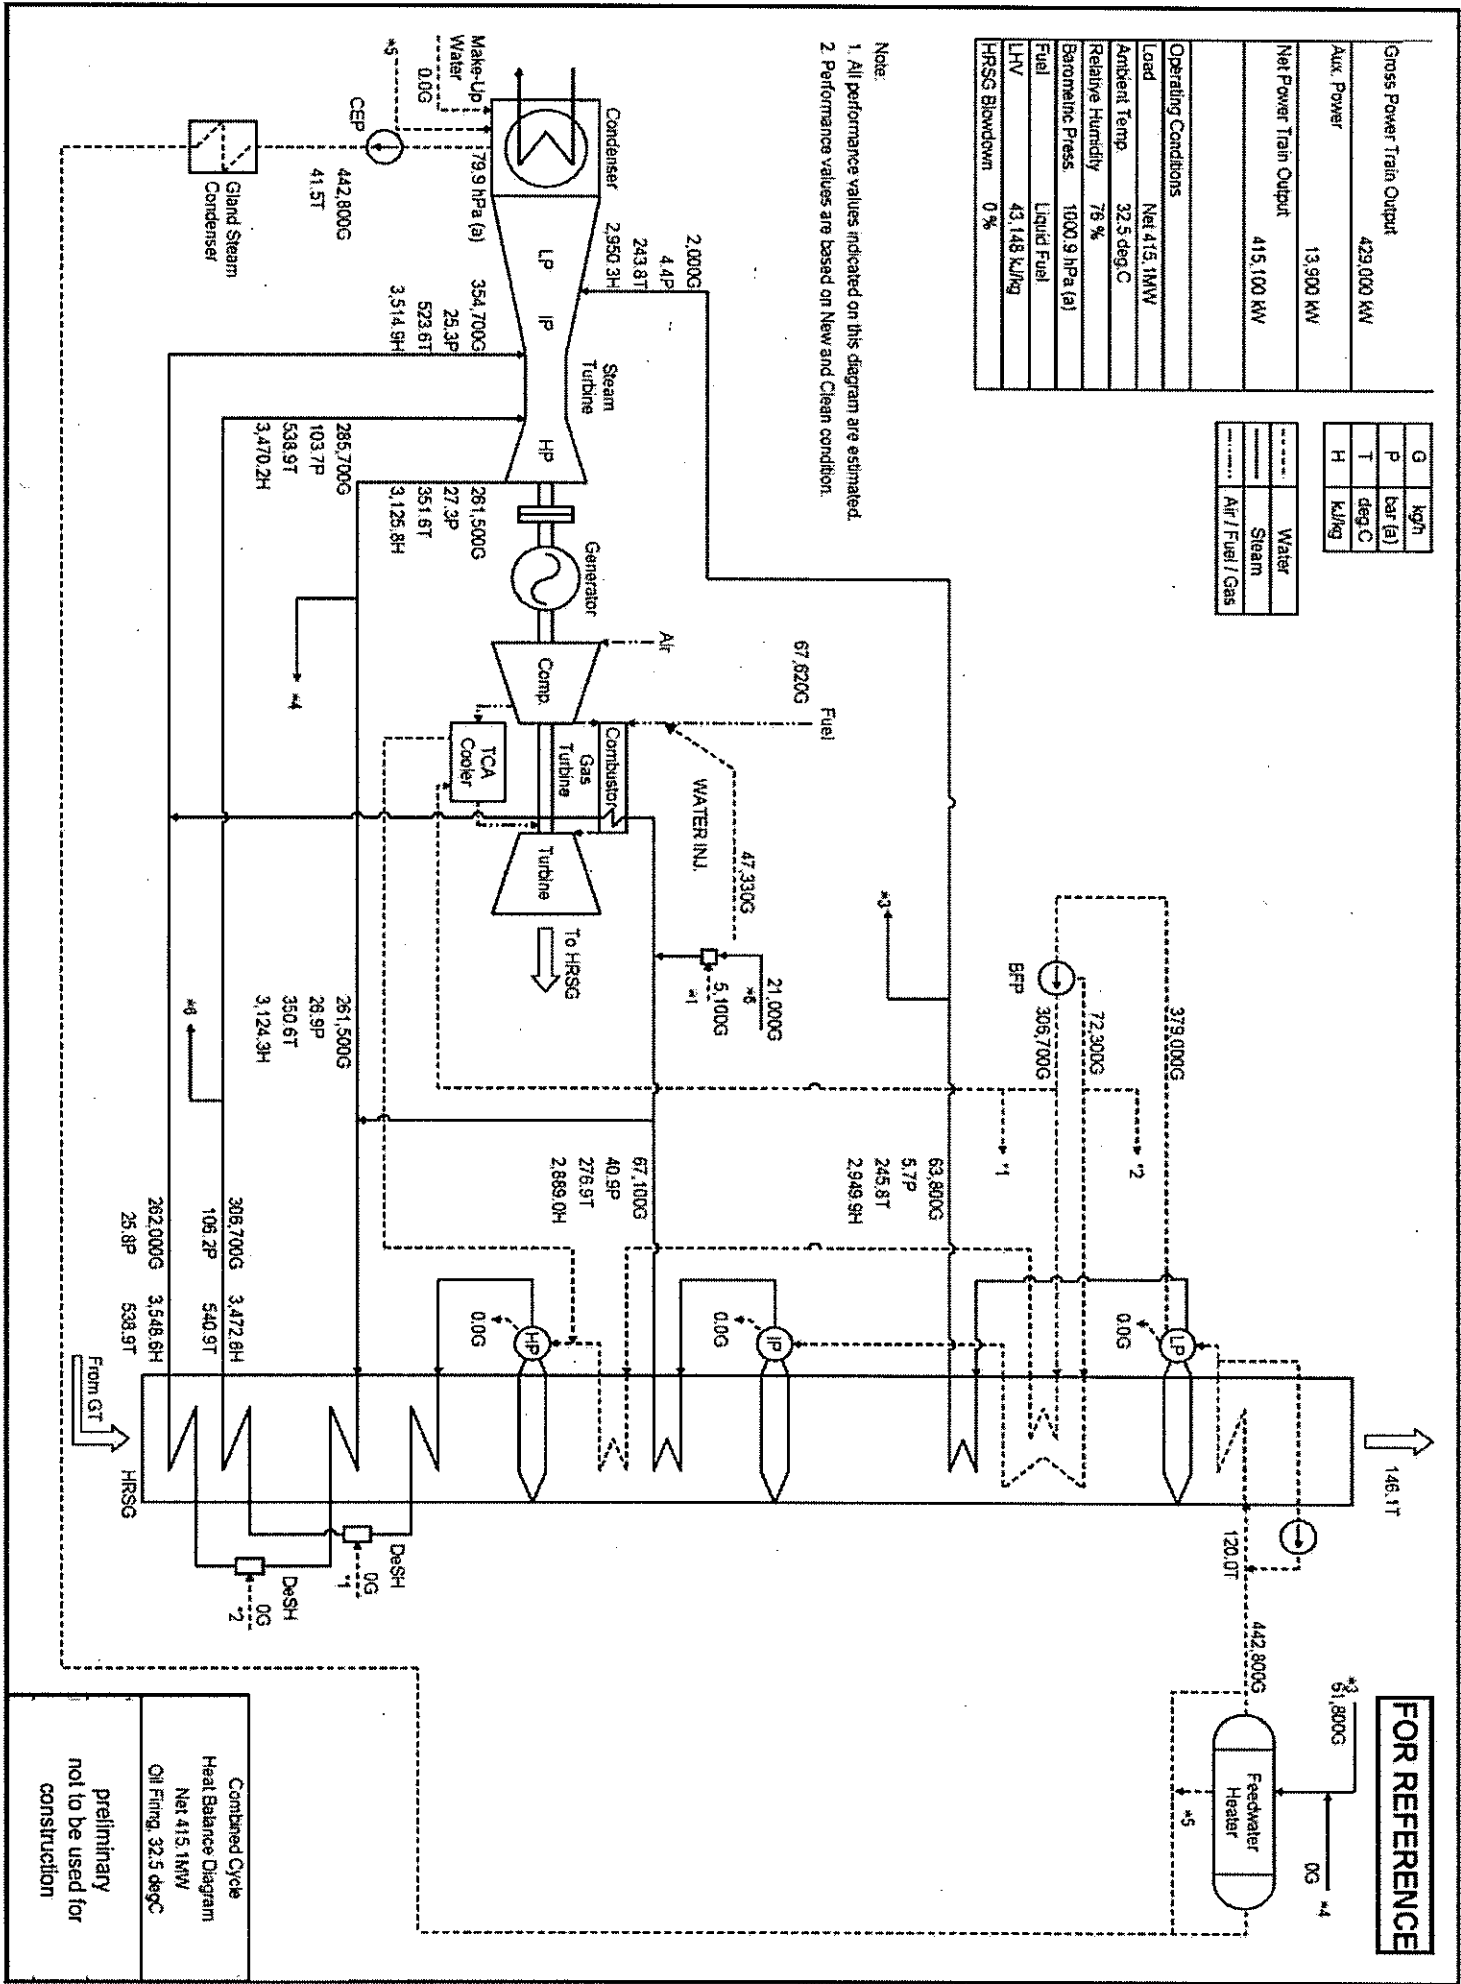 FOR REFERENCE
Gross Power Train Output
429,000 kW
Aux. Power
13,900 kW
Net Power Train Output
415,100 kW
Operating Conditions
Load Net 415.1MW
Ambient Temp. 32.5 deg.C
Relative Humidity 76 %
Barometric Press. 1000.9 hPa (a)
Fuel Liquid Fuel
LHV 43,148 kJ/kg
HRSG Blowdown 0 %
G kg/h
P bar (a)
T deg.C
H kJ/kg
Water
Steam
Air / Fuel / Gas
Note:
1. All performance values indicated on this diagram are estimated.
2. Performance values are based on New and Clean condition.
146.1T
120.0T
442,800G
*3
61,800G
0G
*4
Feedwater
Heater
*5
379,000G
72,300G
306,700G
BFP
*2
*1
LP
0.0G
63,800G
5.7P
245.8T
2,949.9H
*3
IP
0.0G
67,100G
40.9P
276.9T
2,889.0H
HP
0.0G
21,000G
*6
5,100G
*1
47,330G
WATER INJ.
Fuel
67,620G
Air
Combustor
Gas
Turbine
Comp.
Turbine
TCA
Cooler
To HRSG
Generator
2,000G
4.4P
243.8T
2,950.3H
Condenser
LP
IP
HP
Steam
Turbine
Make-Up
Water
0.0G
*5
79.9 hPa (a)
CEP
442,800G
41.5T
Gland Steam
Condenser
354,700G
25.3P
523.6T
3,514.9H
285,700G
103.7P
538.9T
3,470.2H
261,500G
27.3P
351.6T
3,125.8H
*4
261,500G
26.9P
350.6T
3,124.3H
*6
306,700G 3,472.8H
106.2P 540.9T
262,000G 3,548.6H
25.8P 538.9T
From GT
HRSG
DeSH
0G
*1
DeSH
0G
*2
Combined Cycle
Heat Balance Diagram
Net 415.1MW
Oil Firing, 32.5 degC
preliminary
not to be used for
construction